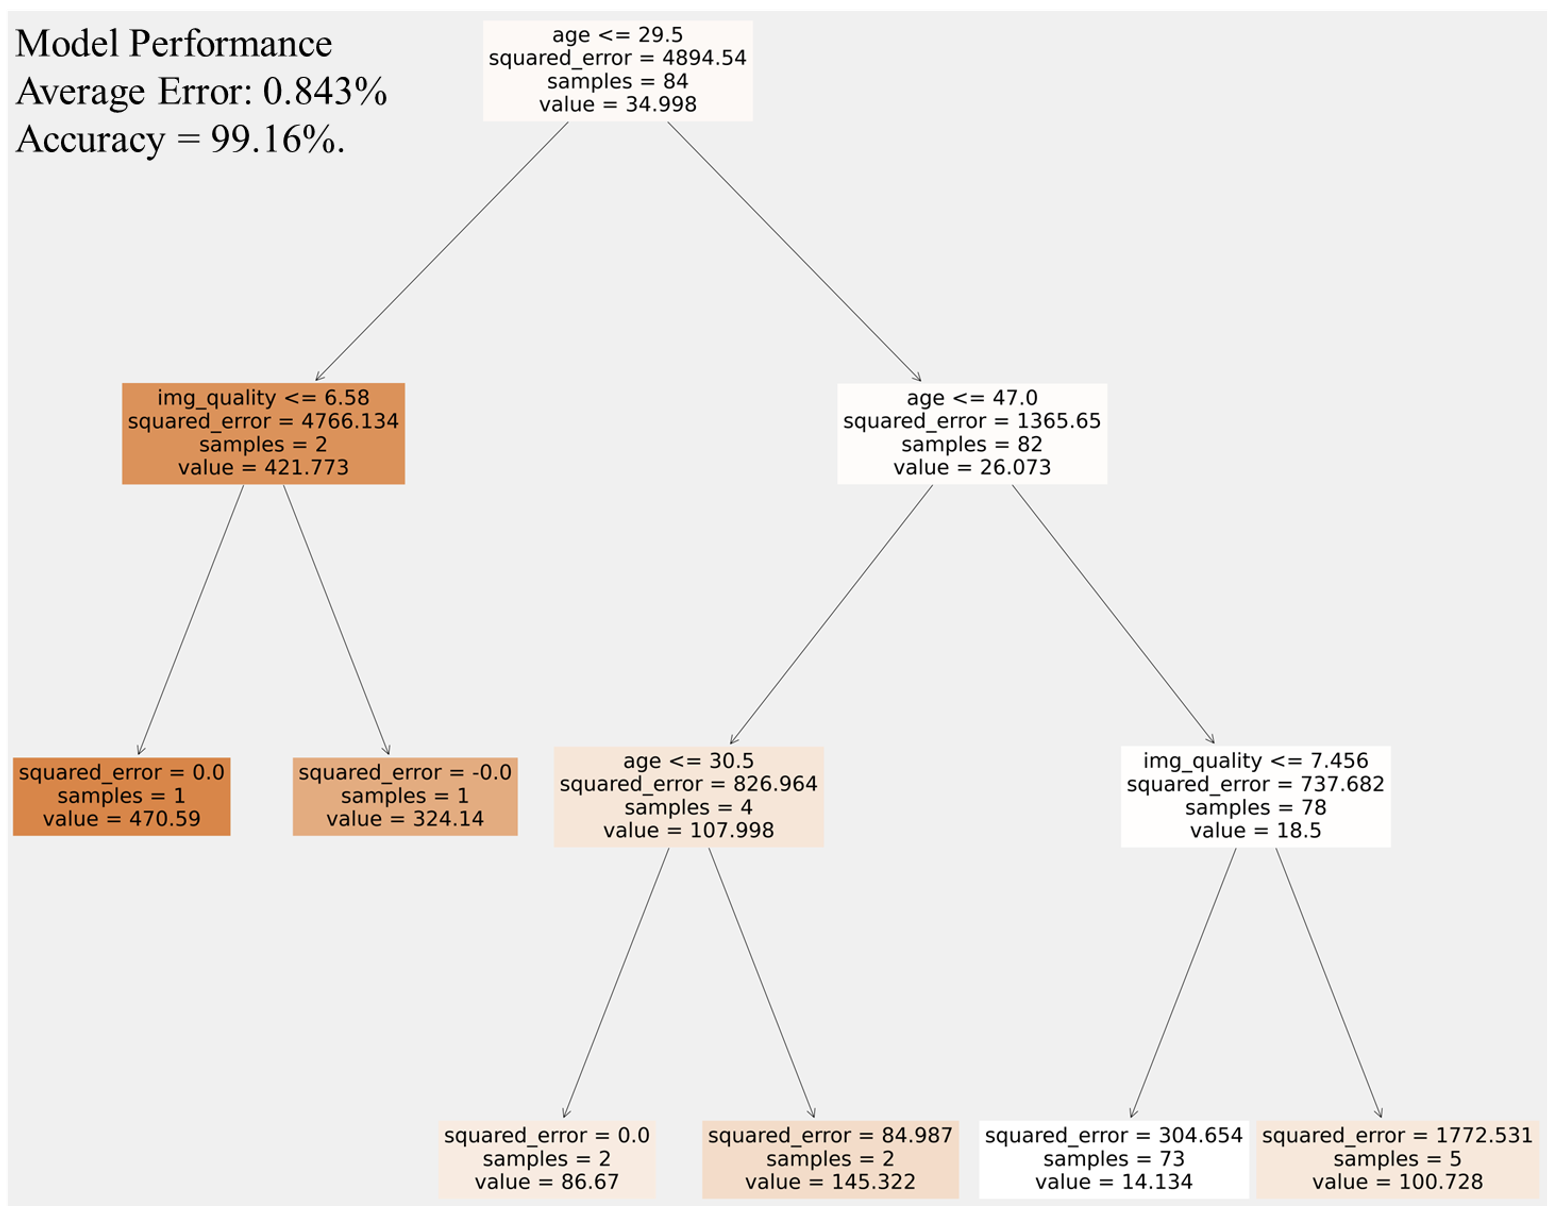 Model Performance
Average Error: 0.843%
Accuracy = 99.16%.
age <= 29.5
squared_error = 4894.54
samples = 84
value = 34.998
img_quality <= 6.58
squared_error = 4766.134
samples = 2
value = 421.773
age <= 47.0
squared_error = 1365.65
samples = 82
value = 26.073
squared_error = 0.0
samples = 1
value = 470.59
squared_error = -0.0
samples = 1
value = 324.14
age <= 30.5
squared_error = 826.964
samples = 4
value = 107.998
img_quality <= 7.456
squared_error = 737.682
samples = 78
value = 18.5
squared_error = 0.0
samples = 2
value = 86.67
squared_error = 84.987
samples = 2
value = 145.322
squared_error = 304.654
samples = 73
value = 14.134
squared_error = 1772.531
samples = 5
value = 100.728